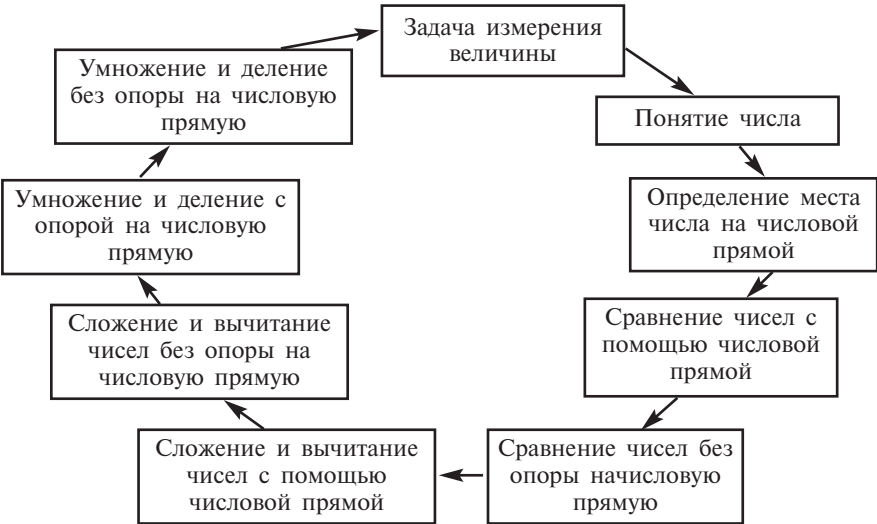 Задача измерения
величины
Понятие числа
Определение места
числа на числовой
прямой
Сравнение чисел с
помощью числовой
прямой
Сравнение чисел без
опоры начисловую
прямую
Сложение и вычитание
чисел с помощью
числовой прямой
Сложение и вычитание
чисел без опоры на
числовую прямую
Умножение и деление с
опорой на числовую
прямую
Умножение и деление
без опоры на числовую
прямую